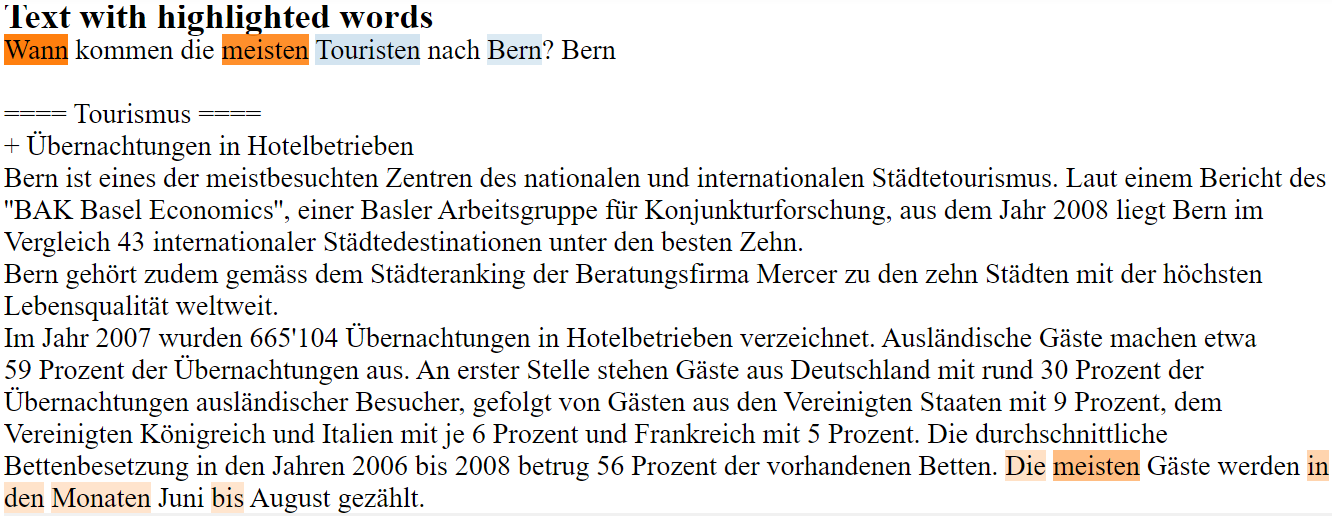 Text with highlighted words
Wann kommen die meisten Touristen nach Bern? Bern
==== Tourismus ====
+ Übernachtungen in Hotelbetrieben
Bern ist eines der meistbesuchten Zentren des nationalen und internationalen Städtetourismus. Laut einem Bericht des
"BAK Basel Economics", einer Basler Arbeitsgruppe für Konjunkturforschung, aus dem Jahr 2008 liegt Bern im
Vergleich 43 internationaler Städtedestinationen unter den besten Zehn.
Bern gehört zudem gemäss dem Städteranking der Beratungsfirma Mercer zu den zehn Städten mit der höchsten
Lebensqualität weltweit.
Im Jahr 2007 wurden 665'104 Übernachtungen in Hotelbetrieben verzeichnet. Ausländische Gäste machen etwa
59 Prozent der Übernachtungen aus. An erster Stelle stehen Gäste aus Deutschland mit rund 30 Prozent der
Übernachtungen ausländischer Besucher, gefolgt von Gästen aus den Vereinigten Staaten mit 9 Prozent, dem
Vereinigten Königreich und Italien mit je 6 Prozent und Frankreich mit 5 Prozent. Die durchschnittliche
Bettenbesetzung in den Jahren 2006 bis 2008 betrug 56 Prozent der vorhandenen Betten. Die meisten Gäste werden in
den Monaten Juni bis August gezählt.